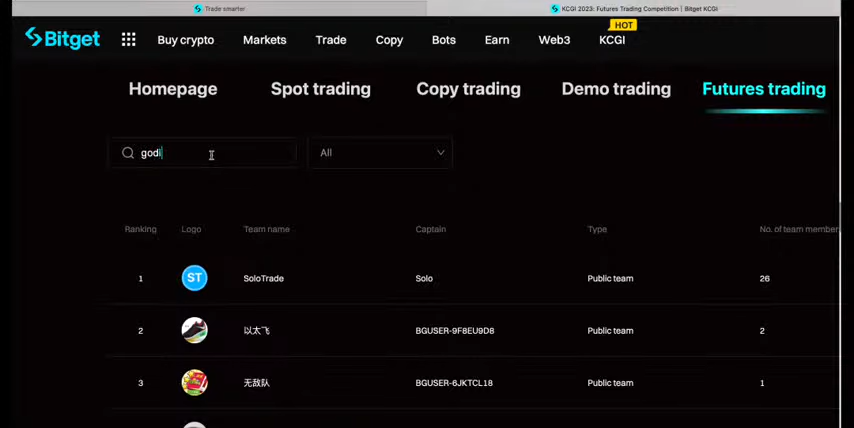 Trade smarter
KCGI 2023: Futures Trading Competition | Bitget KCGI
Bitget
Buy crypto
Markets
Trade
Copy
Bots
Earn
Web3
HOT
KCGI
Homepage
Spot trading
Copy trading
Demo trading
Futures trading
godi
All
Ranking Logo Team name Captain Type No. of team member
1 ST SoloTrade Solo Public team 26
2 以太飞 BGUSER-9F8EU9D8 Public team 2
3 无敌队 BGUSER-6JKTCL18 Public team 1